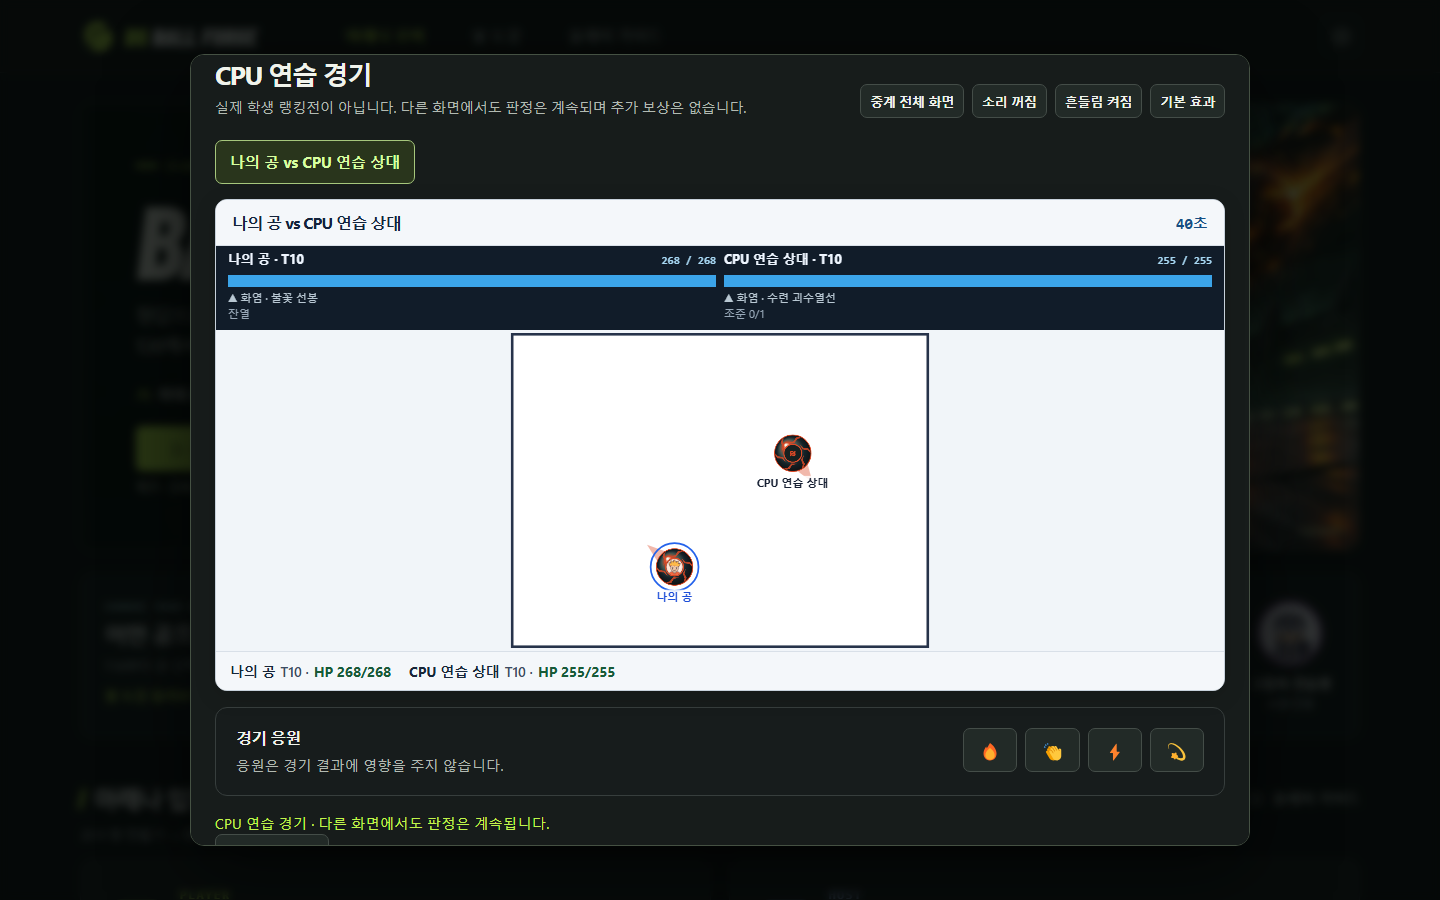 CPU 연습 경기
실제 학생 랭킹전이 아닙니다. 다른 화면에서도 판정은 계속되며 추가 보상은 없습니다.
중계 전체 화면
소리 꺼짐
흔들림 켜짐
기본 효과
나의 공 vs CPU 연습 상대
나의 공 vs CPU 연습 상대
40초
나의 공 · T10
268 / 268
CPU 연습 상대 · T10
255 / 255
▲ 화염 · 불꽃 선봉
▲ 화염 · 수련 괴수열선
잔열
조준 0/1
CPU 연습 상대
나의 공
나의 공 T10 · HP 268/268 CPU 연습 상대 T10 · HP 255/255
경기 응원
응원은 경기 결과에 영향을 주지 않습니다.
CPU 연습 경기 · 다른 화면에서도 판정은 계속됩니다.